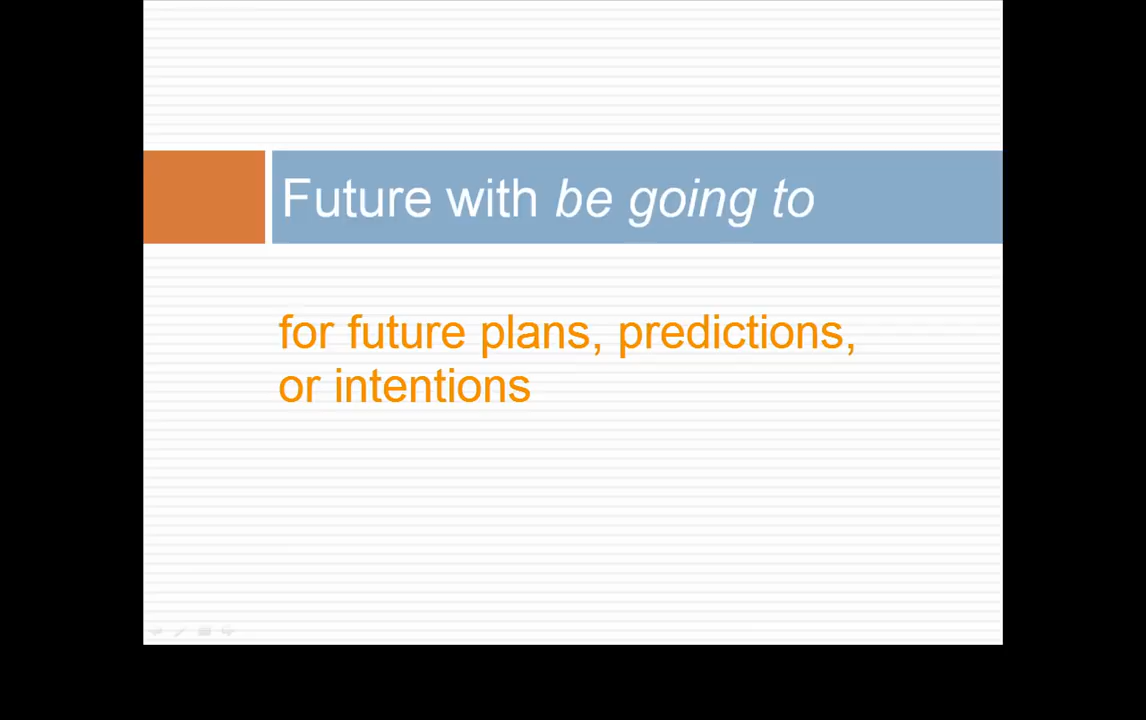 Future with be going to
for future plans, predictions,
or intentions